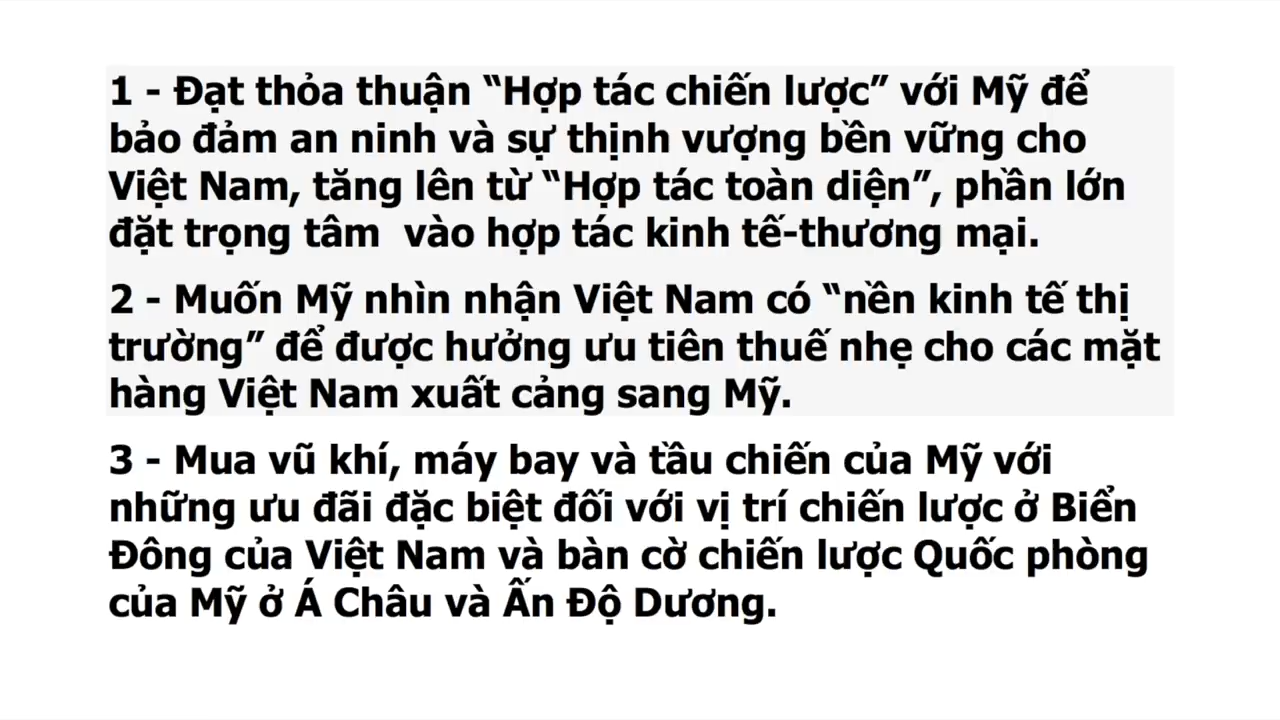 1 - Đạt thỏa thuận “Hợp tác chiến lược” với Mỹ để
bảo đảm an ninh và sự thịnh vượng bền vững cho
Việt Nam, tăng lên từ “Hợp tác toàn diện”, phần lớn
đặt trọng tâm  vào hợp tác kinh tế-thương mại.
2 - Muốn Mỹ nhìn nhận Việt Nam có “nền kinh tế thị
trường” để được hưởng ưu tiên thuế nhẹ cho các mặt
hàng Việt Nam xuất cảng sang Mỹ.
3 - Mua vũ khí, máy bay và tầu chiến của Mỹ với
những ưu đãi đặc biệt đối với vị trí chiến lược ở Biển
Đông của Việt Nam và bàn cờ chiến lược Quốc phòng
của Mỹ ở Á Châu và Ấn Độ Dương.